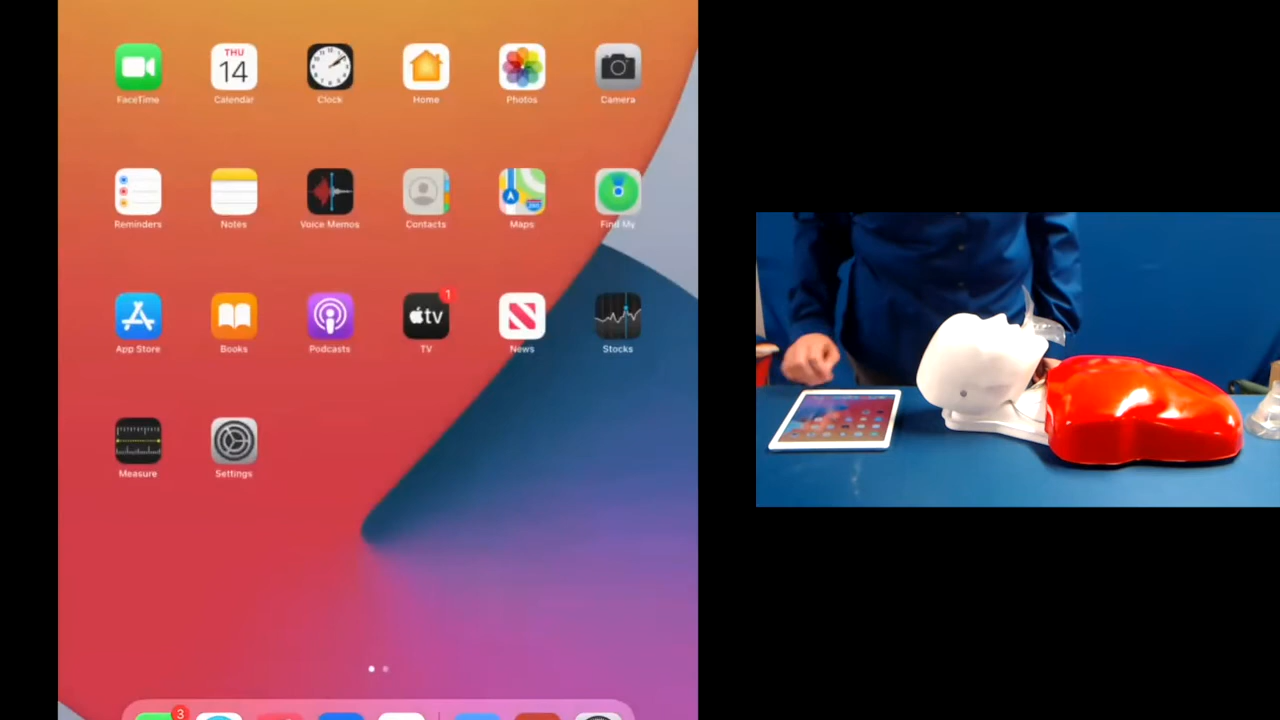 FaceTime
THU
14
Calendar
Clock
Home
Photos
Camera
Reminders
Notes
Voice Memos
Contacts
Maps
Find My
App Store
Books
Podcasts
tv
1
TV
News
Stocks
Measure
Settings
3